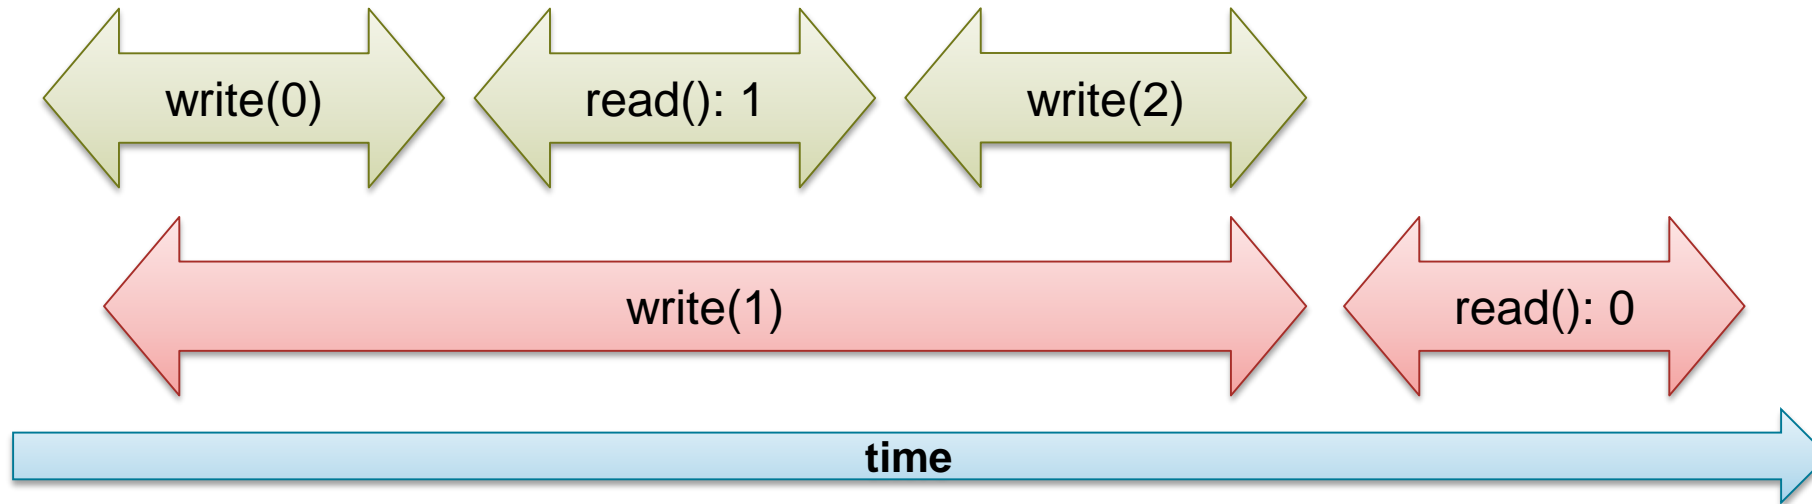 write(0)
read(): 1
write(2)
write(1)
read(): 0
time